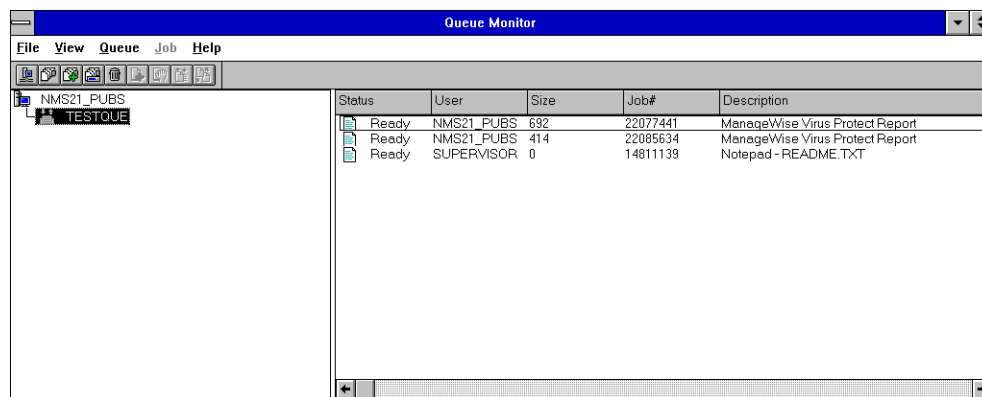 Queue Monitor
File View Queue Job Help
NMS21_PUBS
TESTQUE
Status User Size Job# Description
Ready NMS21_PUBS 692 22077441 ManageWise Virus Protect Report
Ready NMS21_PUBS 414 22085634 ManageWise Virus Protect Report
Ready SUPERVISOR 0 14811139 Notepad - README.TXT